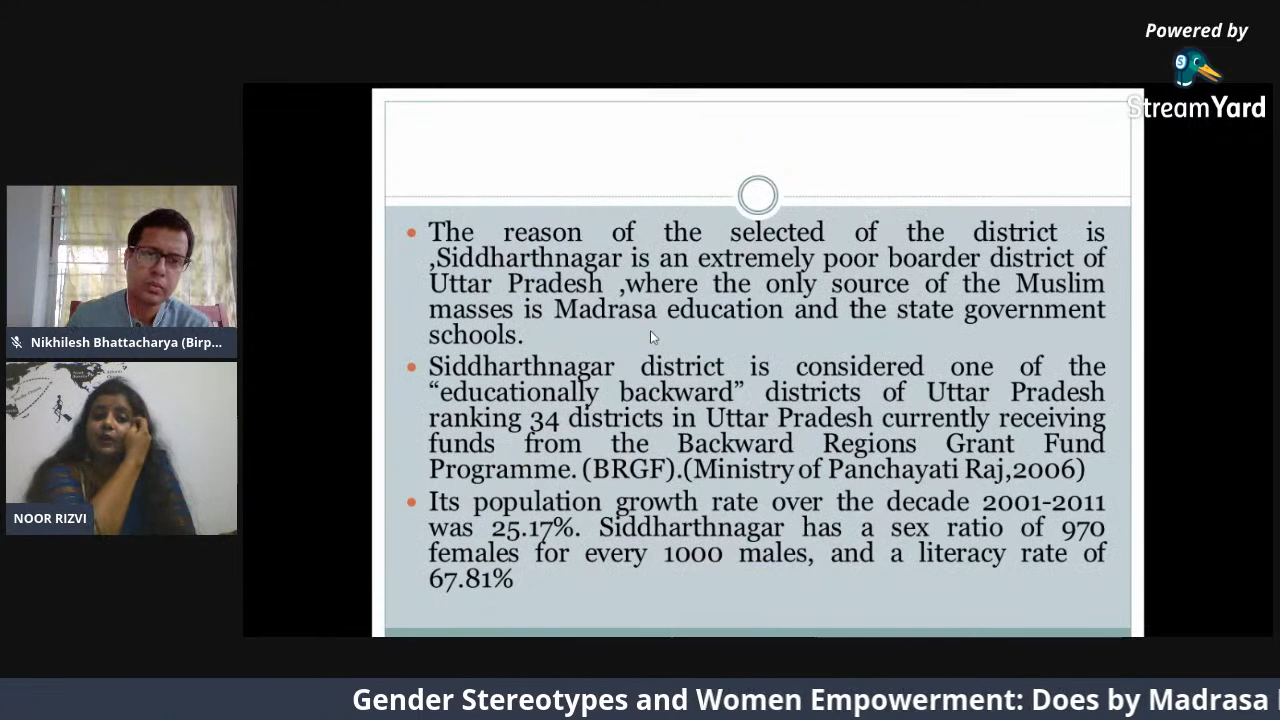 Powered by
StreamYard
The reason of the selected of the district is
,Siddharthnagar is an extremely poor boarder district of
Uttar Pradesh ,where the only source of the Muslim
masses is Madrasa education and the state government
schools.
Siddharthnagar district is considered one of the
“educationally backward” districts of Uttar Pradesh
ranking 34 districts in Uttar Pradesh currently receiving
funds from the Backward Regions Grant Fund
Programme. (BRGF).(Ministry of Panchayati Raj,2006)
Its population growth rate over the decade 2001-2011
was 25.17%. Siddharthnagar has a sex ratio of 970
females for every 1000 males, and a literacy rate of
67.81%
Nikhilesh Bhattacharya (Birp...
NOOR RIZVI
Gender Stereotypes and Women Empowerment: Does by Madrasa